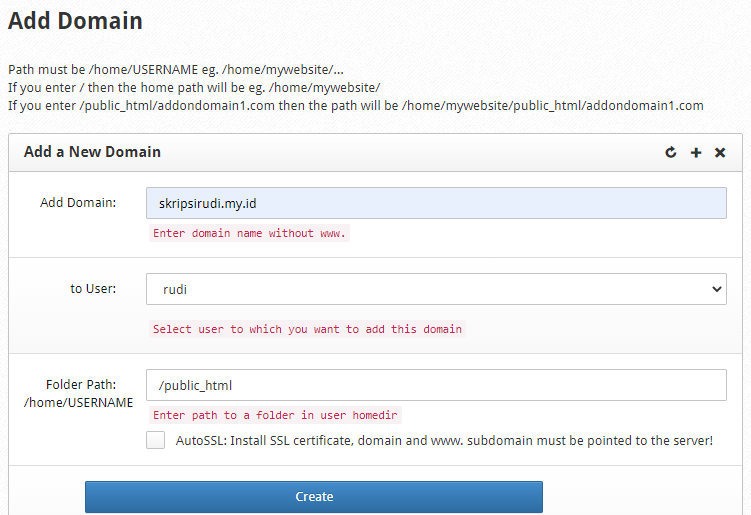 Add Domain
Path must be /home/USERNAME eg. /home/mywebsite/...
If you enter / then the home path will be eg. /home/mywebsite/
If you enter /public_html/addondomain1.com then the path will be /home/mywebsite/public_html/addondomain1.com
Add a New Domain
Add Domain: skripsirudi.my.id
Enter domain name without www.
to User: rudi
Select user to which you want to add this domain
Folder Path: /public_html
/home/USERNAME
Enter path to a folder in user homedir
AutoSSL: Install SSL certificate, domain and www. subdomain must be pointed to the server!
Create